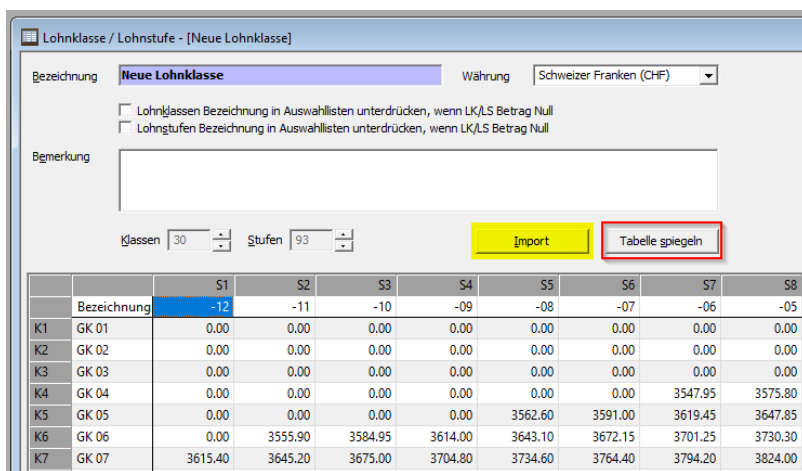 Lohnklasse / Lohnstufe - [Neue Lohnklasse]
Bezeichnung Neue Lohnklasse Währung Schweizer Franken (CHF)
Lohnklassen Bezeichnung in Auswahllisten unterdrücken, wenn LK/LS Betrag Null
Lohnstufen Bezeichnung in Auswahllisten unterdrücken, wenn LK/LS Betrag Null
Bemerkung
Klassen 30 Stufen 93 Import Tabelle spiegeln
S1 S2 S3 S4 S5 S6 S7 S8
Bezeichnung -12 -11 -10 -09 -08 -07 -06 -05
K1 GK 01 0.00 0.00 0.00 0.00 0.00 0.00 0.00 0.00
K2 GK 02 0.00 0.00 0.00 0.00 0.00 0.00 0.00 0.00
K3 GK 03 0.00 0.00 0.00 0.00 0.00 0.00 0.00 0.00
K4 GK 04 0.00 0.00 0.00 0.00 0.00 0.00 3547.95 3575.80
K5 GK 05 0.00 0.00 0.00 0.00 3562.60 3591.00 3619.45 3647.85
K6 GK 06 0.00 3555.90 3584.95 3614.00 3643.10 3672.15 3701.25 3730.30
K7 GK 07 3615.40 3645.20 3675.00 3704.80 3734.60 3764.40 3794.20 3824.00